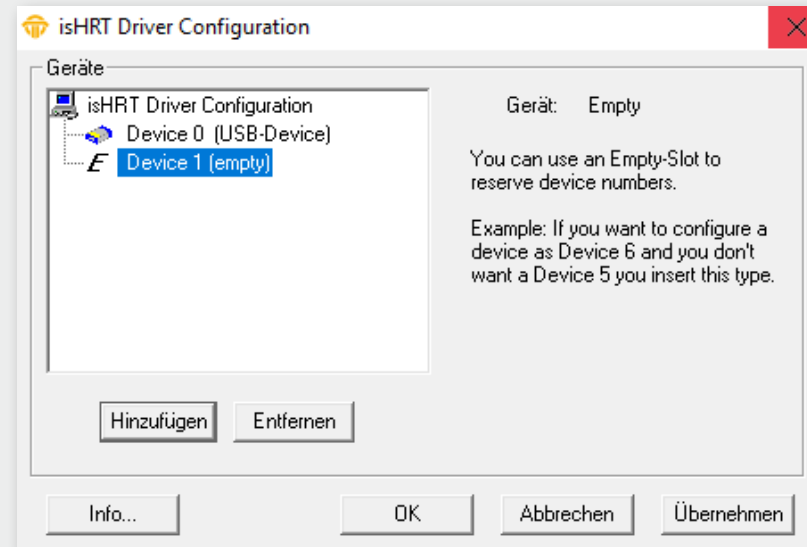 isHRT Driver Configuration
Geräte
isHRT Driver Configuration
Device 0 (USB-Device)
E Device 1 (empty)
Gerät: Empty
You can use an Empty-Slot to
reserve device numbers.
Example: If you want to configure a
device as Device 6 and you don't
want a Device 5 you insert this type.
Hinzufügen Entfernen
Info... OK Abbrechen Übernehmen